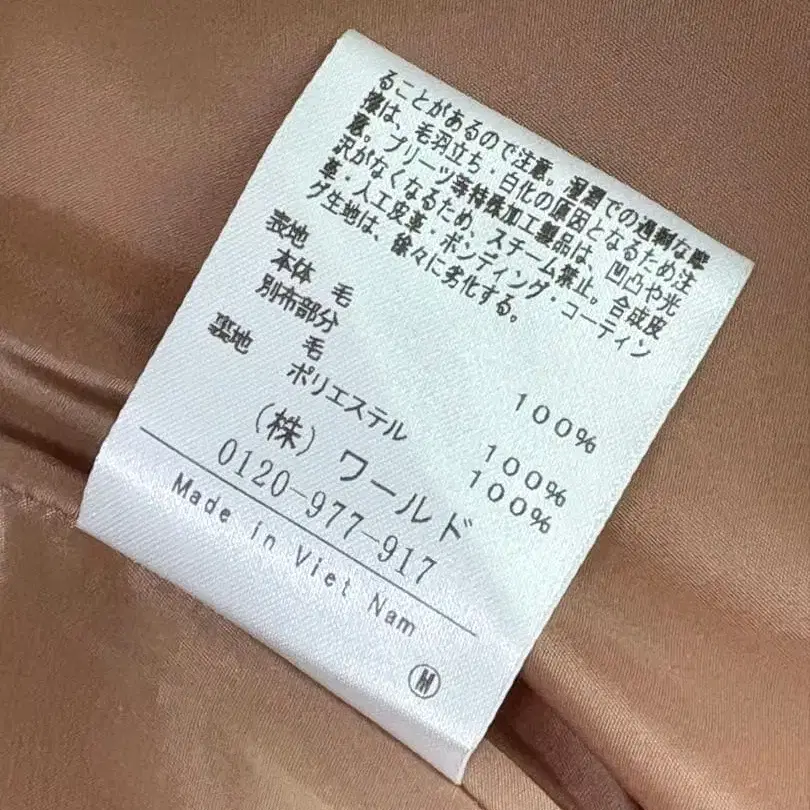 ることがあるので注意。湿潤での過剰な摩
擦は、毛羽立ち・白化の原因となるため注
意。プリーツ等特殊加工製品は、凹凸や光
沢がなくなるため、スチーム禁止。合成皮
革・人工皮革・ボンディング・コーティン
グ生地は、徐々に劣化する。
表地
本体 毛 100%
別布部分
毛 100%
裏地 ポリエステル 100%
(株)ワールド
0120-977-917
Made in Viet Nam
M